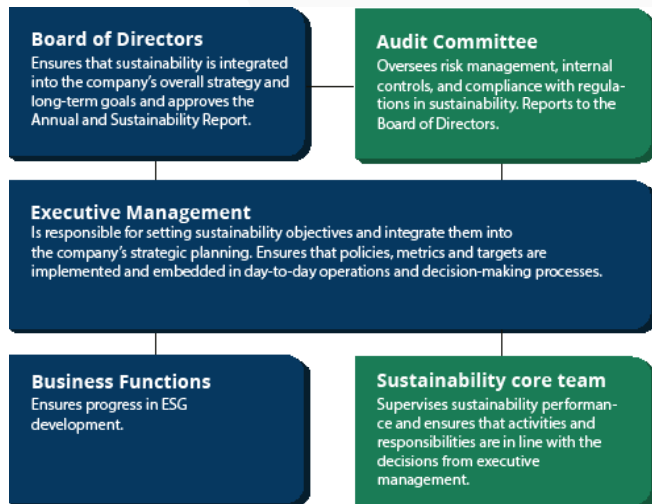 Board of Directors
Ensures that sustainability is integrated
into the company's overall strategy and
long-term goals and approves the
Annual and Sustainability Report.
Audit Committee
Oversees risk management, internal
controls, and compliance with regula-
tions in sustainability. Reports to the
Board of Directors.
Executive Management
Is responsible for setting sustainability objectives and integrate them into
the company's strategic planning. Ensures that policies, metrics and targets are
implemented and embedded in day-to-day operations and decision-making processes.
Business Functions
Ensures progress in ESG
development.
Sustainability core team
Supervises sustainability performan-
ce and ensures that activities and
responsibilities are in line with the
decisions from executive
management.